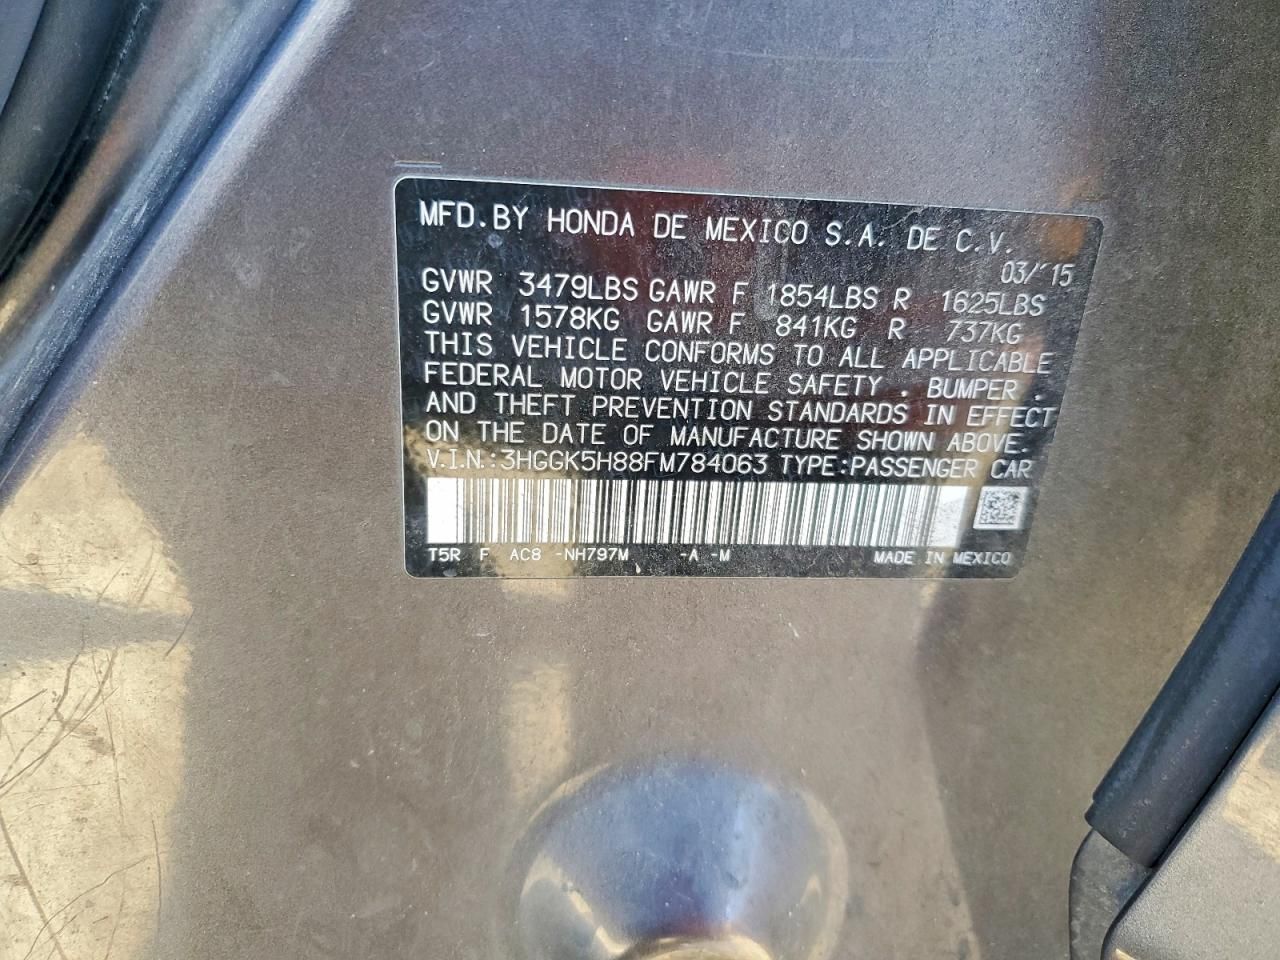 MFD.BY HONDA DE MEXICO S.A. DE C.V.
03/'15
GVWR 3479LBS GAWR F 1854LBS R 1625LBS
GVWR 1578KG GAWR F 841KG R 737KG
THIS VEHICLE CONFORMS TO ALL APPLICABLE
FEDERAL MOTOR VEHICLE SAFETY . BUMPER .
AND THEFT PREVENTION STANDARDS IN EFFECT
ON THE DATE OF MANUFACTURE SHOWN ABOVE.
V.I.N.:3HGGK5H88FM784063 TYPE:PASSENGER CAR
T5R F AC8 -NH797M -A -M MADE IN MEXICO